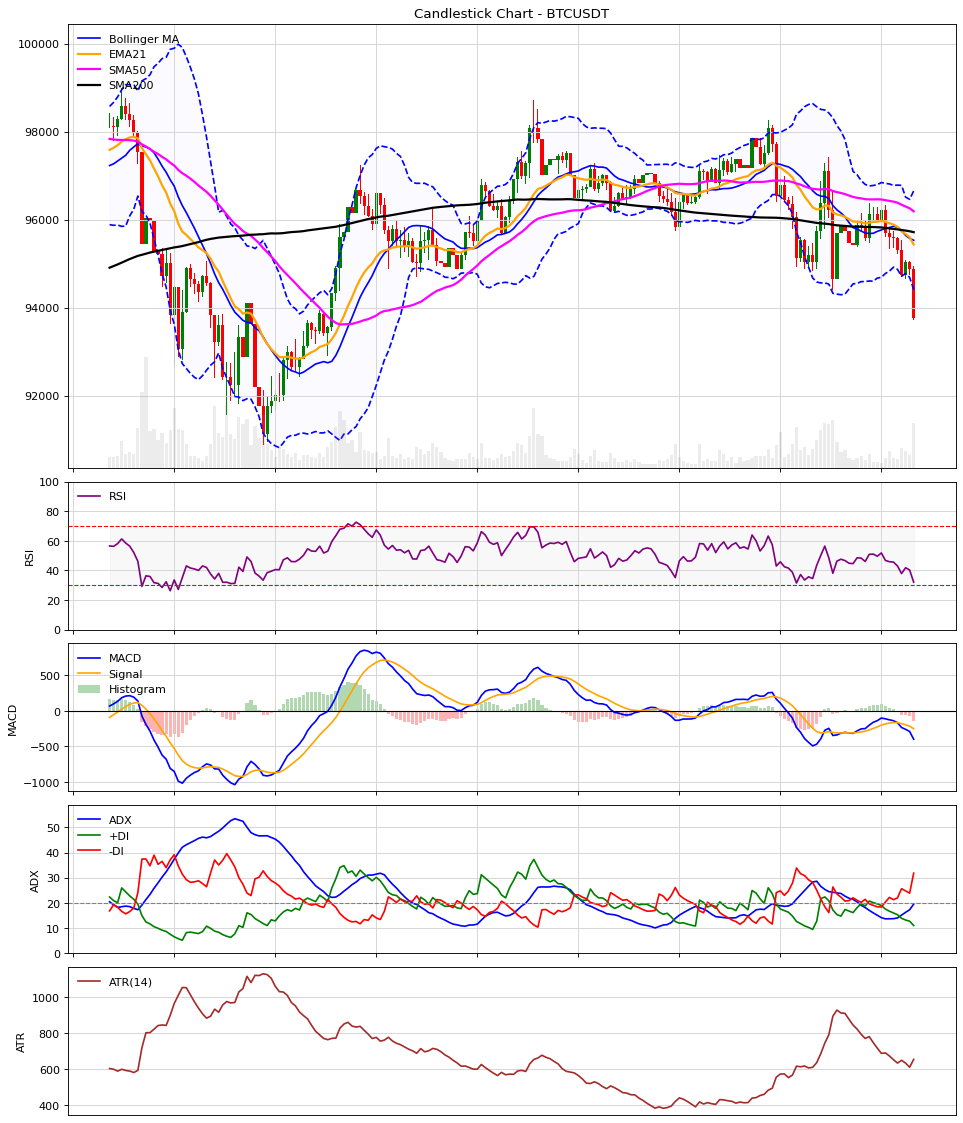 Candlestick Chart - BTCUSDT
Bollinger MA
EMA21
SMA50
SMA200
100000
98000
96000
94000
92000
RSI
RSI
100
80
60
40
20
0
MACD
Signal
Histogram
MACD
500
0
−500
−1000
ADX
+DI
-DI
ADX
50
40
30
20
10
0
ATR(14)
ATR
1000
800
600
400